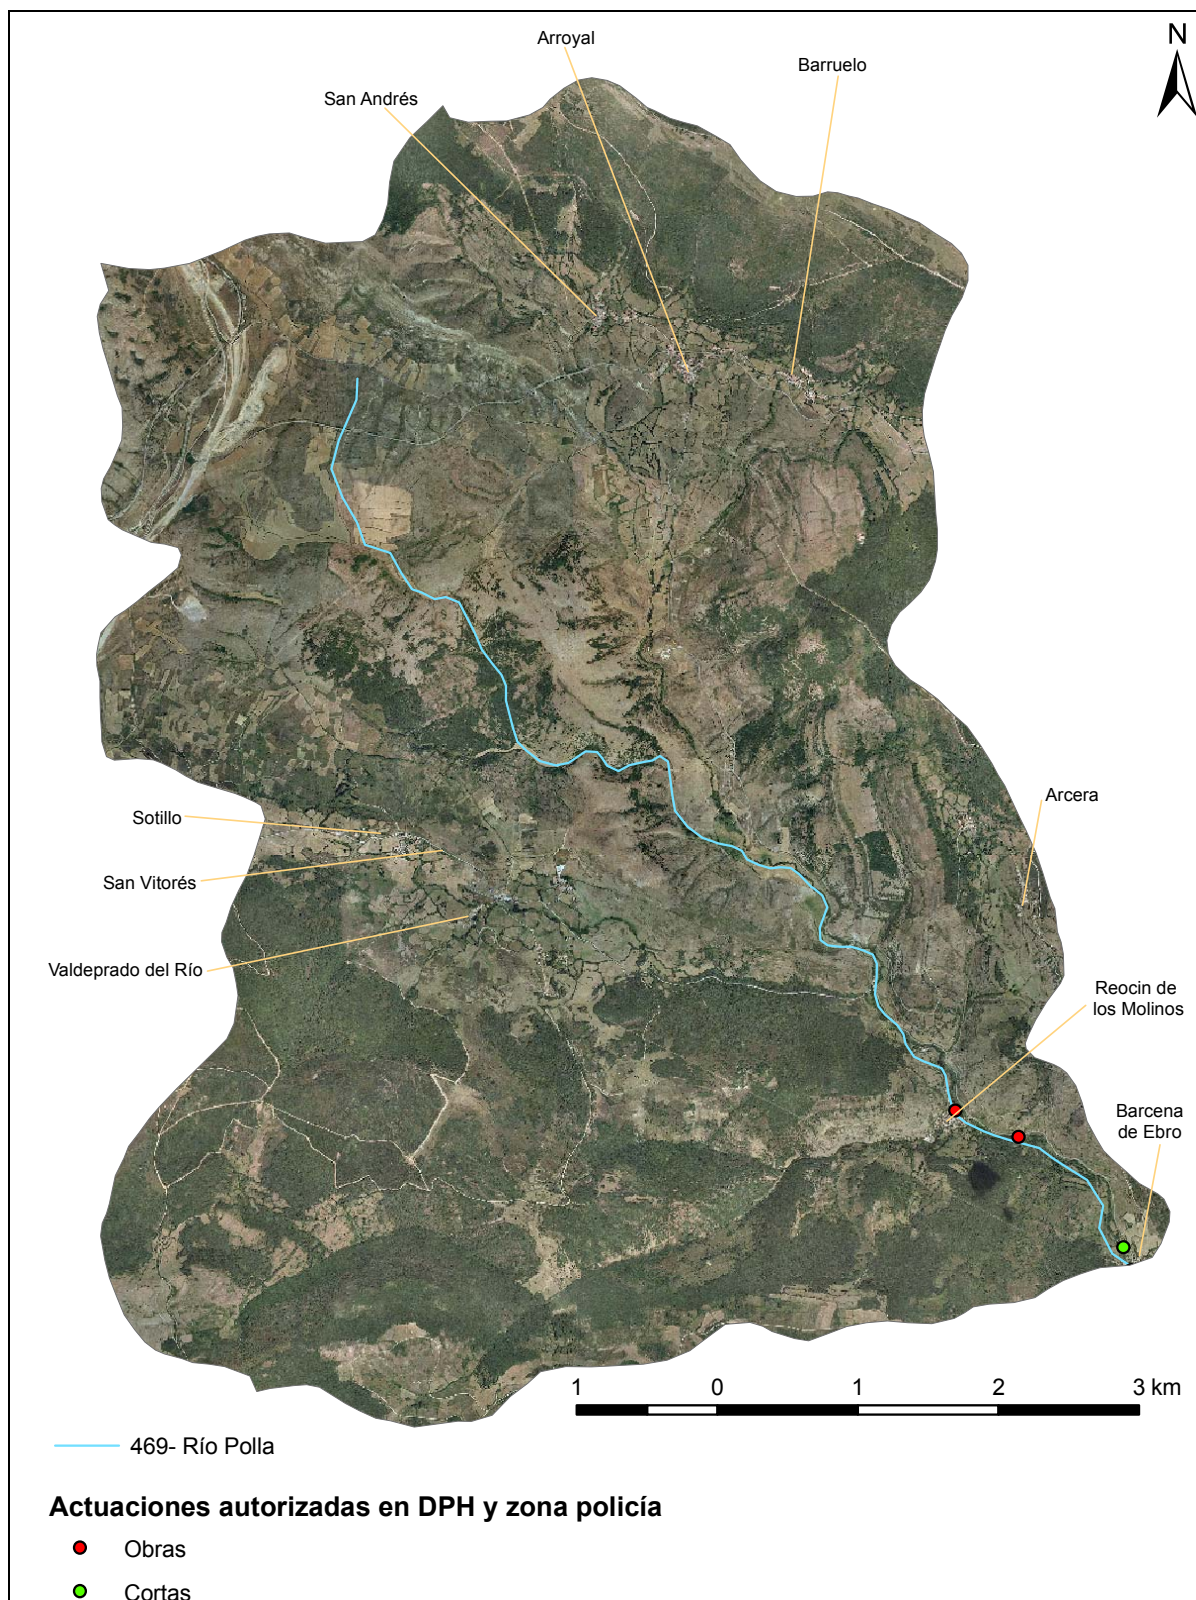 Arroyal
N
Barruelo
San Andrés
Arcera
Sotillo
San Vitorés
Valdeprado del Río
Reocin de
los Molinos
Barcena
de Ebro
1 0 1 2 3 km
469- Río Polla
Actuaciones autorizadas en DPH y zona policía
Obras
Cortas